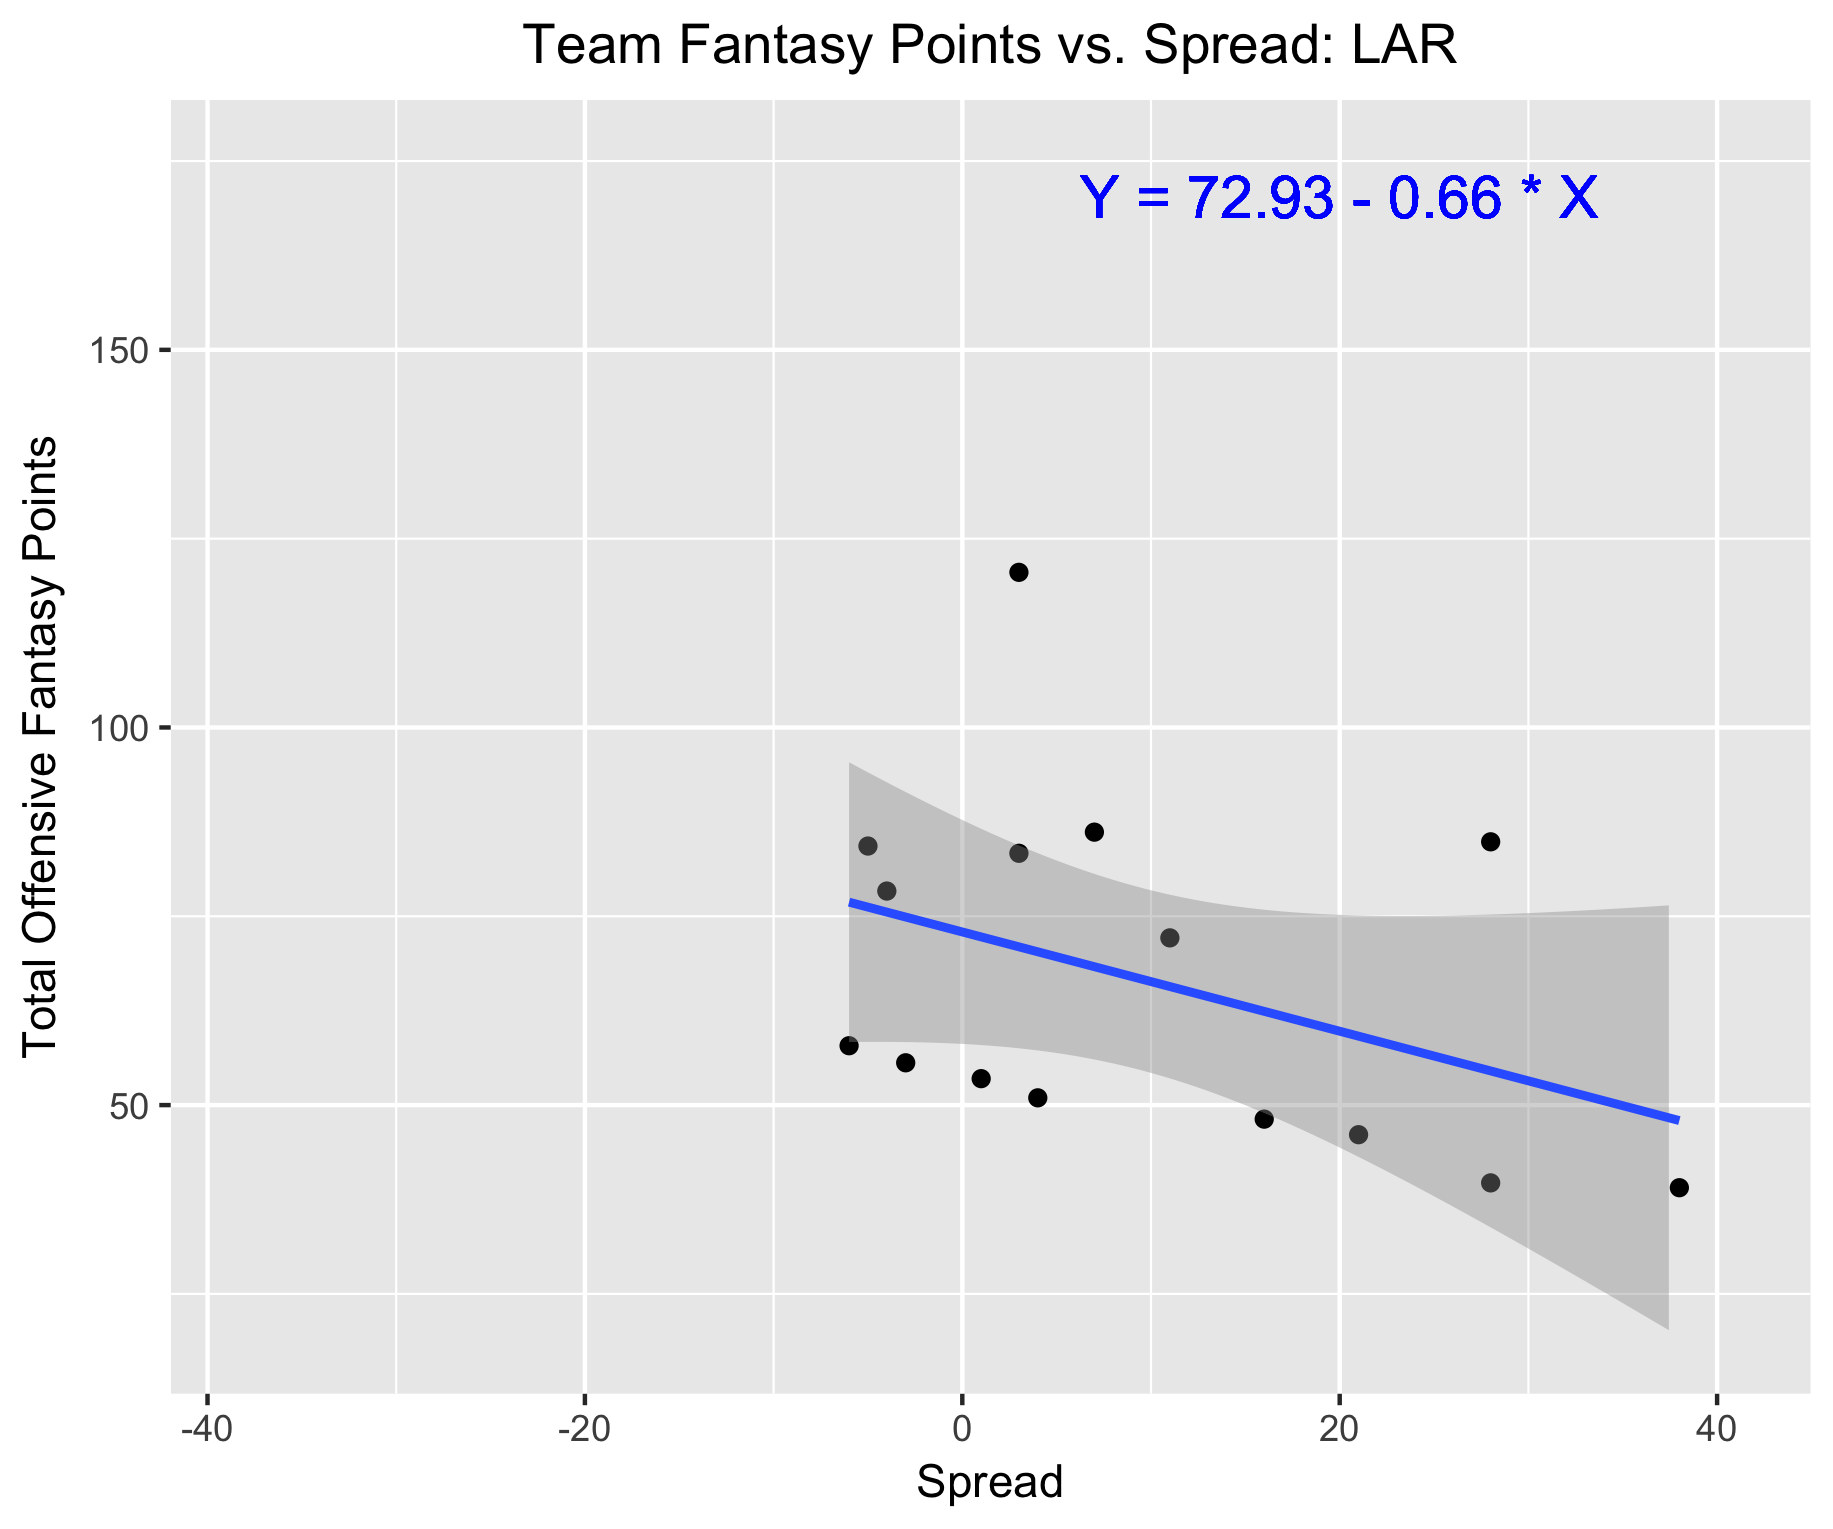 Team Fantasy Points vs. Spread: LAR
Y = 72.93 - 0.66 * X
Total Offensive Fantasy Points
150
100
50
-40
-20
0
20
40
Spread